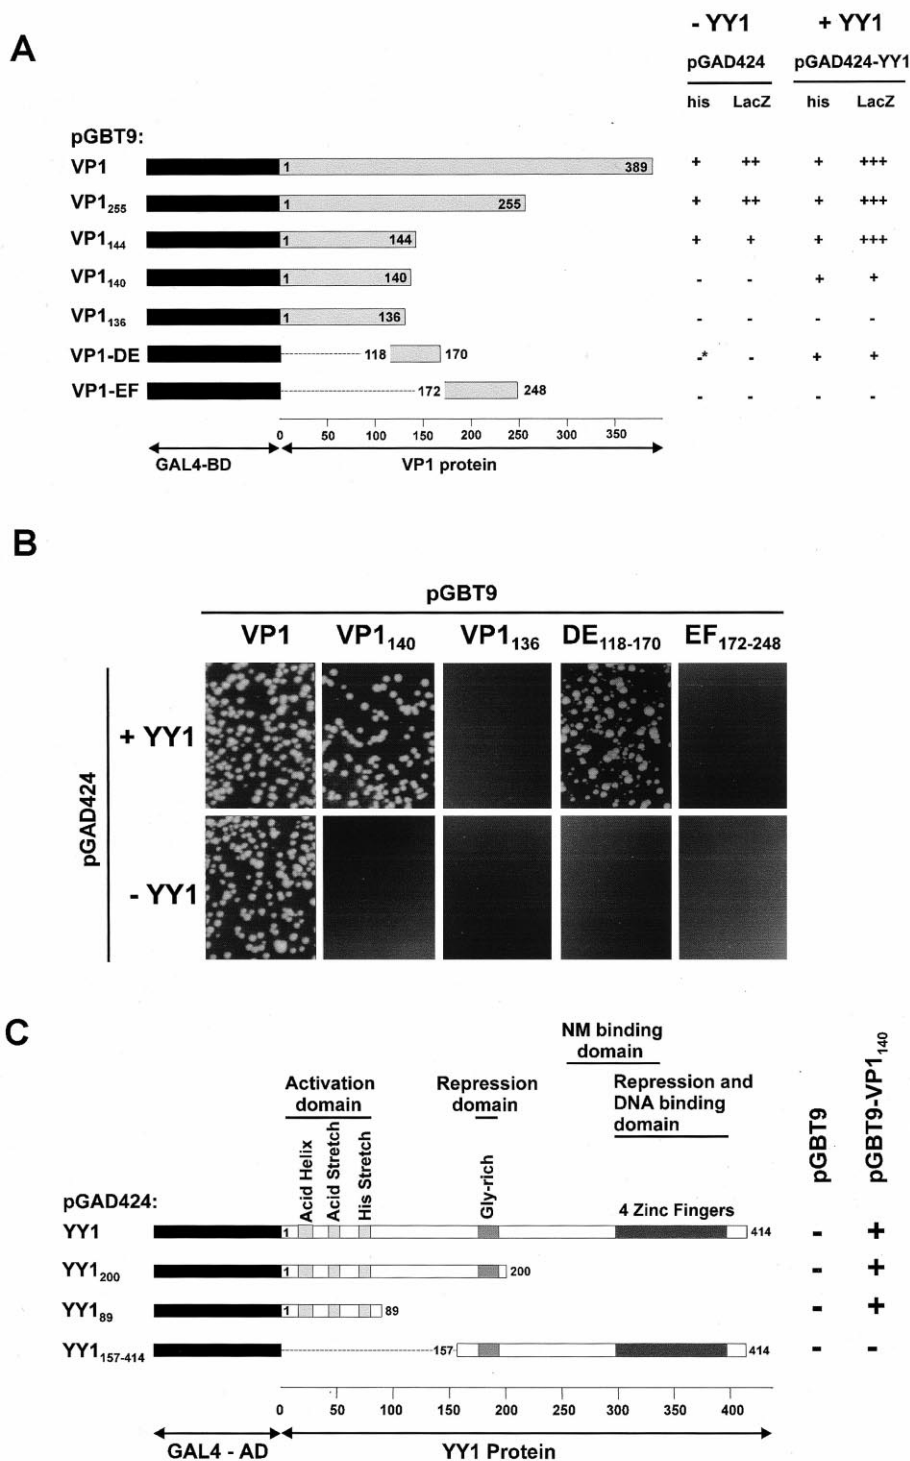 A
- YY1 + YY1
pGAD424 pGAD424-YY1
his LacZ his LacZ
pGBT9:
VP1 1 389 + ++ + +++
VP1255 1 255 + ++ + +++
VP1144 1 144 + + + +++
VP1140 1 140 - - + +
VP1136 1 136 - - - -
VP1-DE 118 170 -* - + +
VP1-EF 172 248 - - - -
0 50 100 150 200 250 300 350
GAL4-BD VP1 protein
B
pGBT9
VP1 VP1140 VP1136 DE118-170 EF172-248
pGAD424
+ YY1
- YY1
C
NM binding
domain
Activation
domain
Repression
domain
Repression and
DNA binding
domain
pGBT9
pGBT9-VP1140
Acid Helix
Acid Stretch
His Stretch
Gly-rich
4 Zinc Fingers
pGAD424:
YY1 1 414 - +
YY1200 1 200 - +
YY189 1 89 - +
YY1157-414 157 414 - -
0 50 100 150 200 250 300 350 400
GAL4 - AD YY1 Protein